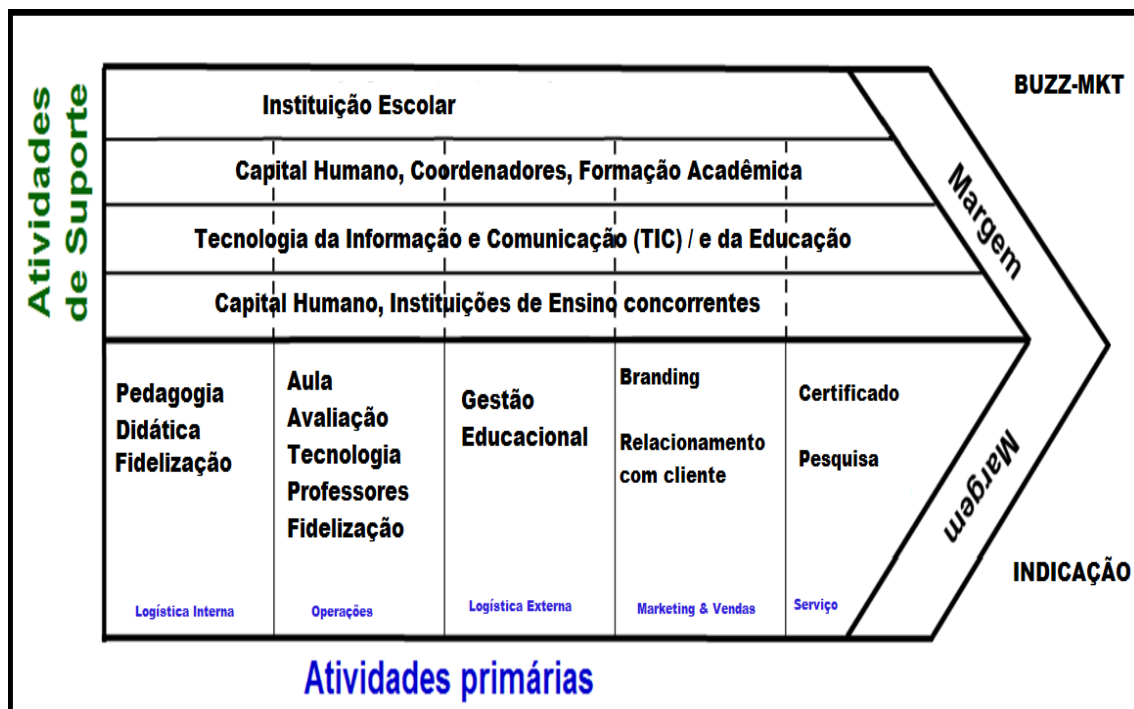 Atividades
de Suporte
Instituição Escolar
Capital Humano, Coordenadores, Formação Acadêmica
Tecnologia da Informação e Comunicação (TIC) / e da Educação
Capital Humano, Instituições de Ensino concorrentes
Pedagogia
Didática
Fidelização
Logística Interna
Aula
Avaliação
Tecnologia
Professores
Fidelização
Operações
Gestão
Educacional
Logística Externa
Branding
Relacionamento
com cliente
Marketing & Vendas
Certificado
Pesquisa
Serviço
Margem
Margem
BUZZ-MKT
INDICAÇÃO
Atividades primárias